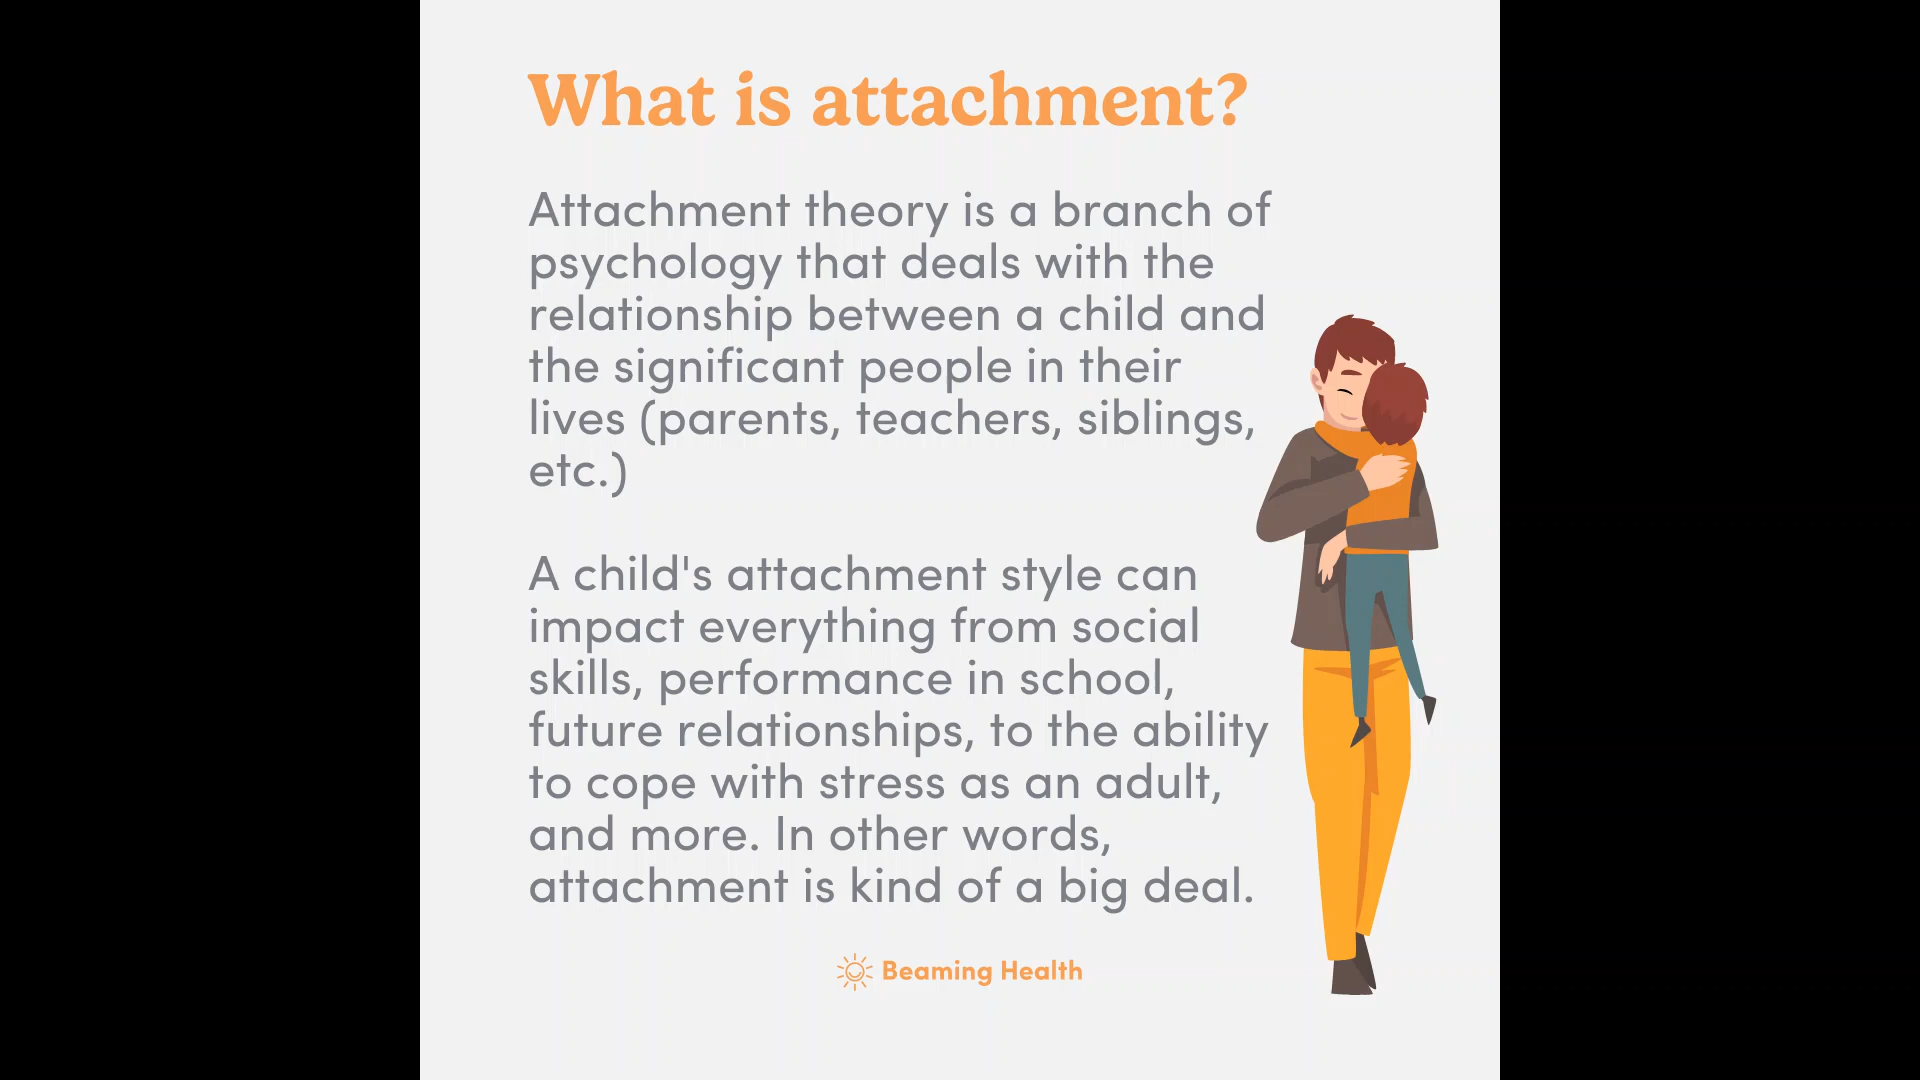 What is attachment?
Attachment theory is a branch of
psychology that deals with the
relationship between a child and
the significant people in their
lives (parents, teachers, siblings,
etc.)
A child's attachment style can
impact everything from social
skills, performance in school,
future relationships, to the ability
to cope with stress as an adult,
and more. In other words,
attachment is kind of a big deal.
Beaming Health